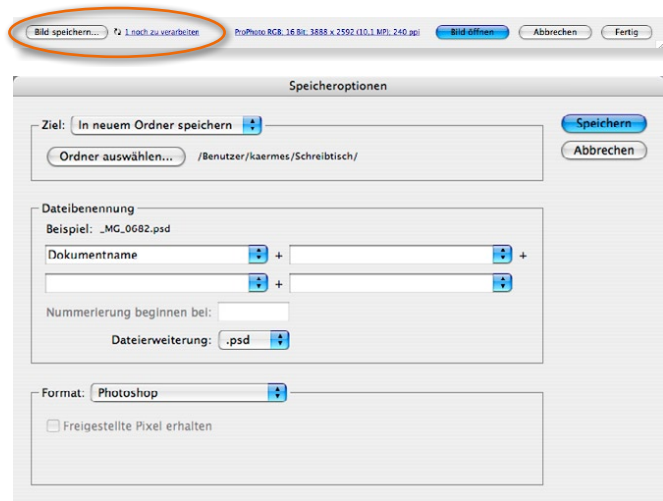 Bild speichern... 1 noch zu verarbeiten ProPhoto RGB; 16 Bit; 3888 x 2592 (10,1 MP); 240 ppi Bild öffnen Abbrechen Fertig
Speicheroptionen
Ziel: In neuem Ordner speichern Speichern
Ordner auswählen... /Benutzer/kaermes/Schreibtisch/ Abbrechen
Dateibenennung
Beispiel: _MG_0682.psd
Dokumentname + +
+
Nummerierung beginnen bei:
Dateierweiterung: .psd
Format: Photoshop
Freigestellte Pixel erhalten